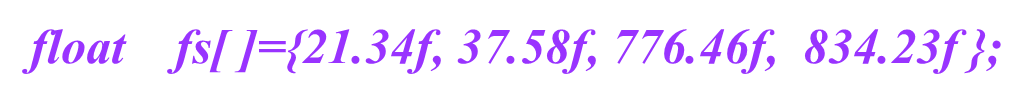 float fs[ ]={21.34f, 37.58f, 776.46f, 834.23f };